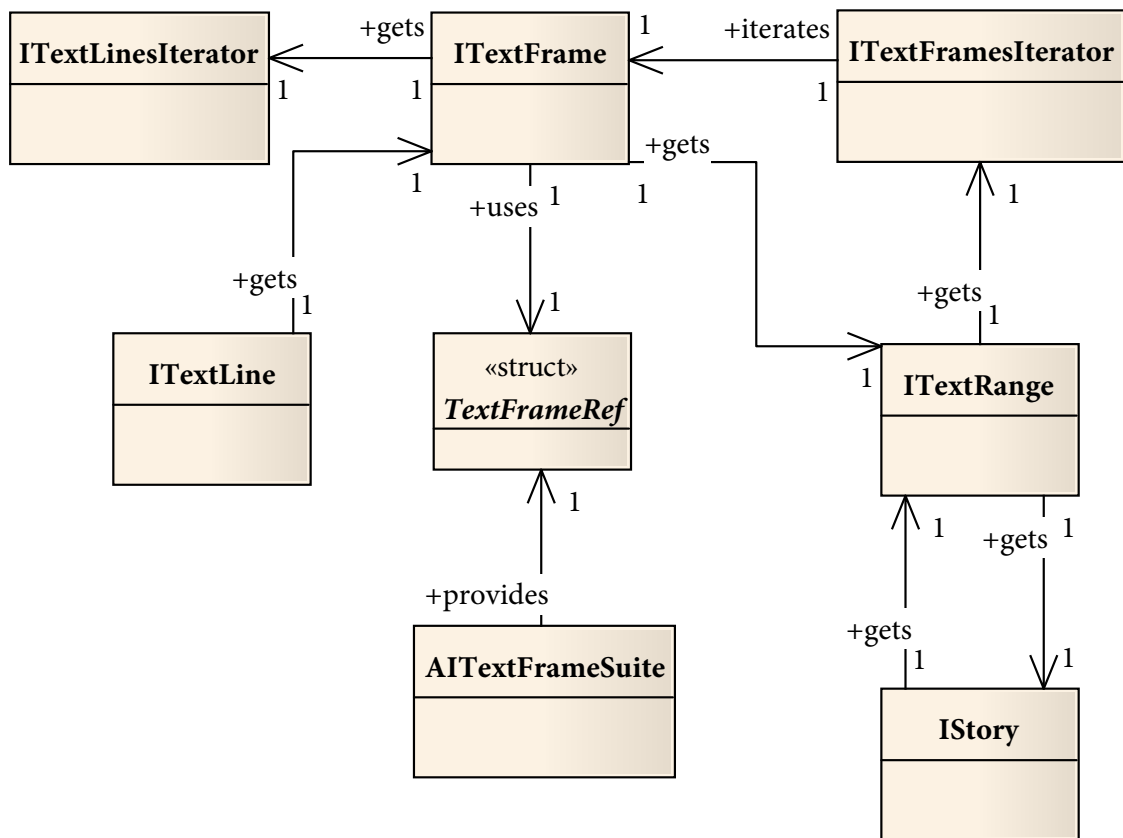 +gets
1
+iterates
ITextLinesIterator
ITextFrame
ITextFramesIterator
1
1
1
+gets
1
1
1
1
+uses
+gets
1
+gets
1
1
1
1
ITextLine
«struct»
TextFrameRef
ITextRange
1
1
1
+gets
+provides
+gets
1
1
AITextFrameSuite
IStory